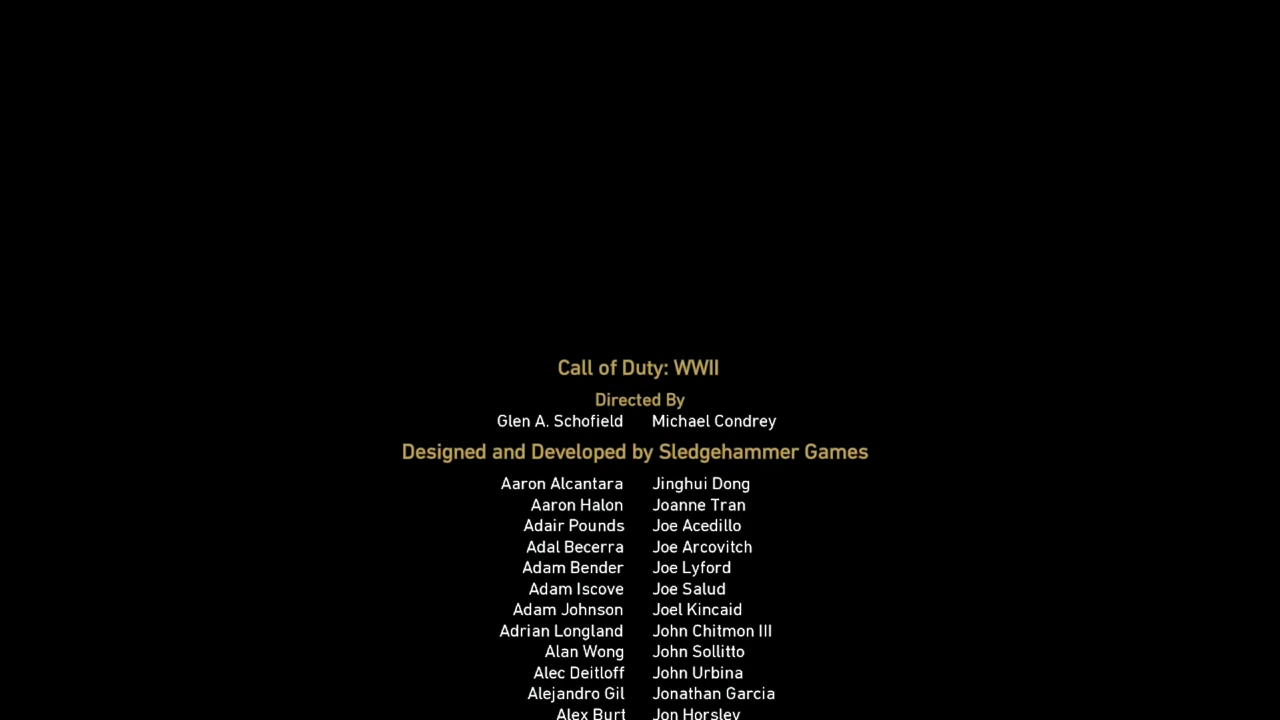 Call of Duty: WWII
Directed By
Glen A. Schofield Michael Condrey
Designed and Developed by Sledgehammer Games
Aaron Alcantara Jinghui Dong
Aaron Halon Joanne Tran
Adair Pounds Joe Acedillo
Adal Becerra Joe Arcovitch
Adam Bender Joe Lyford
Adam Iscove Joe Salud
Adam Johnson Joel Kincaid
Adrian Longland John Chitmon III
Alan Wong John Sollitto
Alec Deitloff John Urbina
Alejandro Gil Jonathan Garcia
Alex Burt Jon Horsley